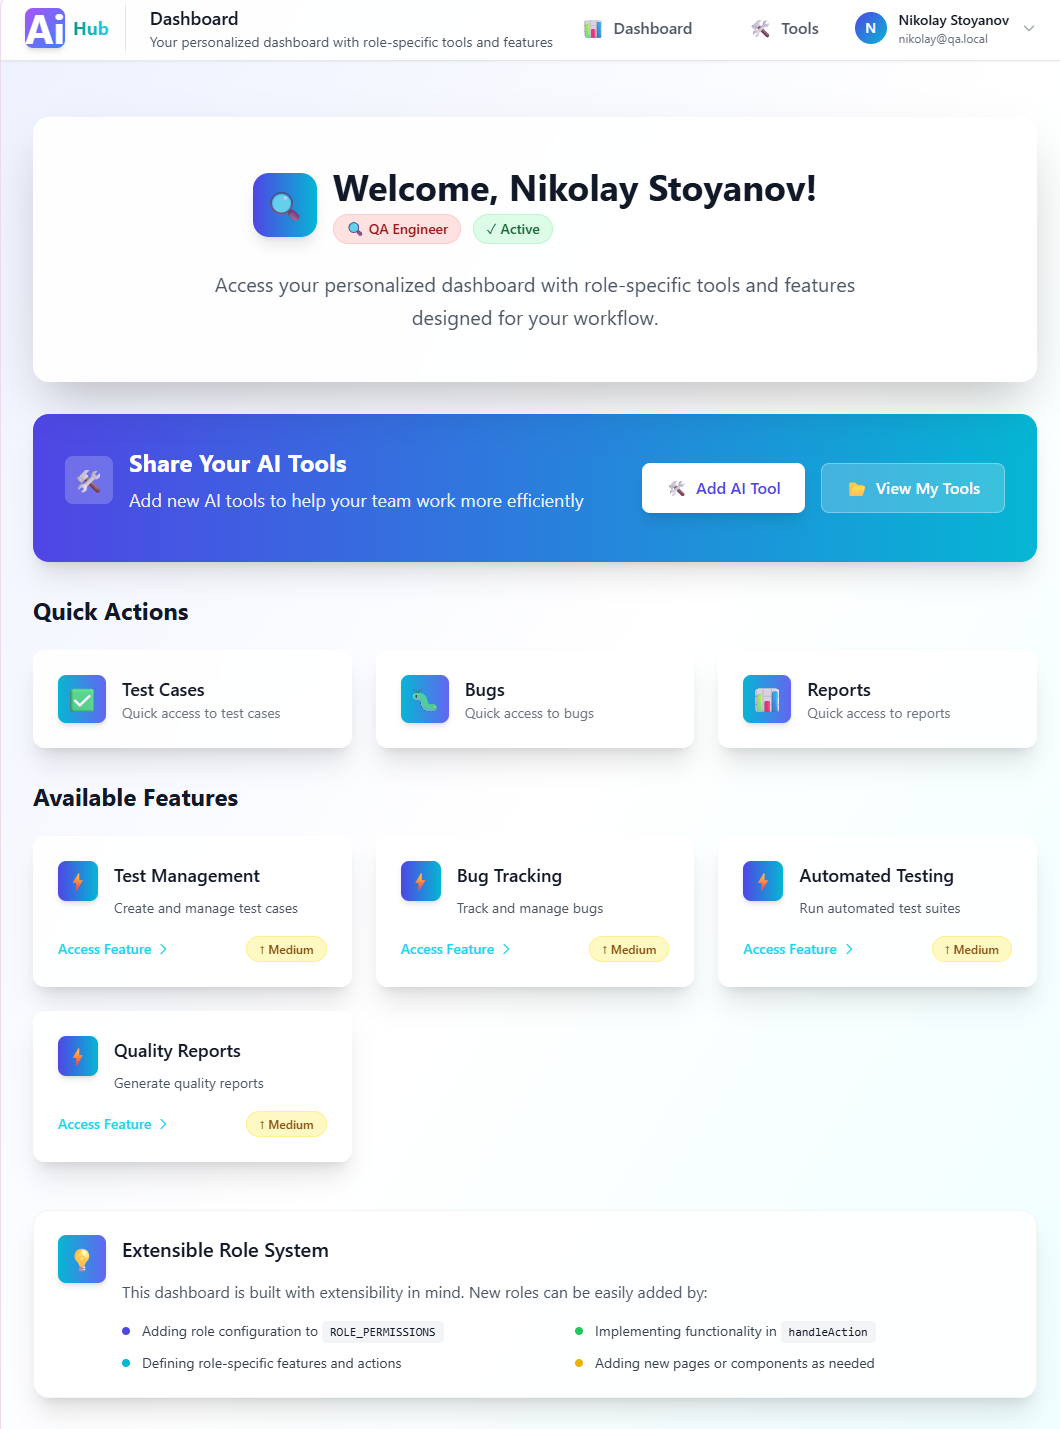 Ai Hub
Dashboard
Your personalized dashboard with role-specific tools and features
Dashboard
Tools
N
Nikolay Stoyanov
nikolay@qa.local
Welcome, Nikolay Stoyanov!
QA Engineer
✓ Active
Access your personalized dashboard with role-specific tools and features
designed for your workflow.
Share Your AI Tools
Add new AI tools to help your team work more efficiently
Add AI Tool
View My Tools
Quick Actions
Test Cases
Quick access to test cases
Bugs
Quick access to bugs
Reports
Quick access to reports
Available Features
Test Management
Create and manage test cases
Access Feature
↑ Medium
Bug Tracking
Track and manage bugs
Access Feature
↑ Medium
Automated Testing
Run automated test suites
Access Feature
↑ Medium
Quality Reports
Generate quality reports
Access Feature
↑ Medium
Extensible Role System
This dashboard is built with extensibility in mind. New roles can be easily added by:
Adding role configuration to ROLE_PERMISSIONS
Implementing functionality in handleAction
Defining role-specific features and actions
Adding new pages or components as needed